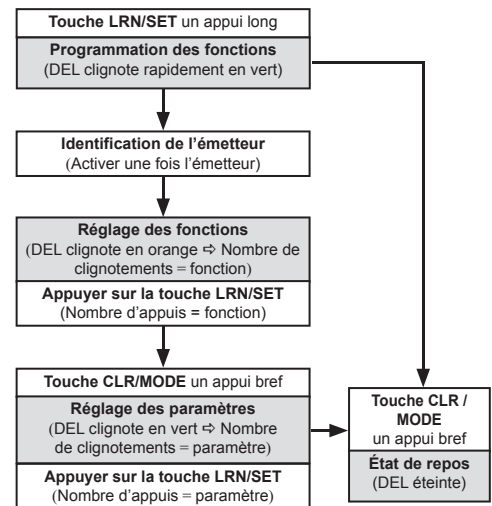 Touche LRN/SET un appui long
Programmation des fonctions
(DEL clignote rapidement en vert)
Identification de l'émetteur
(Activer une fois l'émetteur)
Réglage des fonctions
(DEL clignote en orange ⇨ Nombre de
clignotements = fonction)
Appuyer sur la touche LRN/SET
(Nombre d'appuis = fonction)
Touche CLR/MODE un appui bref
Réglage des paramètres
(DEL clignote en vert ⇨ Nombre
de clignotements = paramètre)
Appuyer sur la touche LRN/SET
(Nombre d'appuis = paramètre)
Touche CLR /
MODE
un appui bref
État de repos
(DEL éteinte)